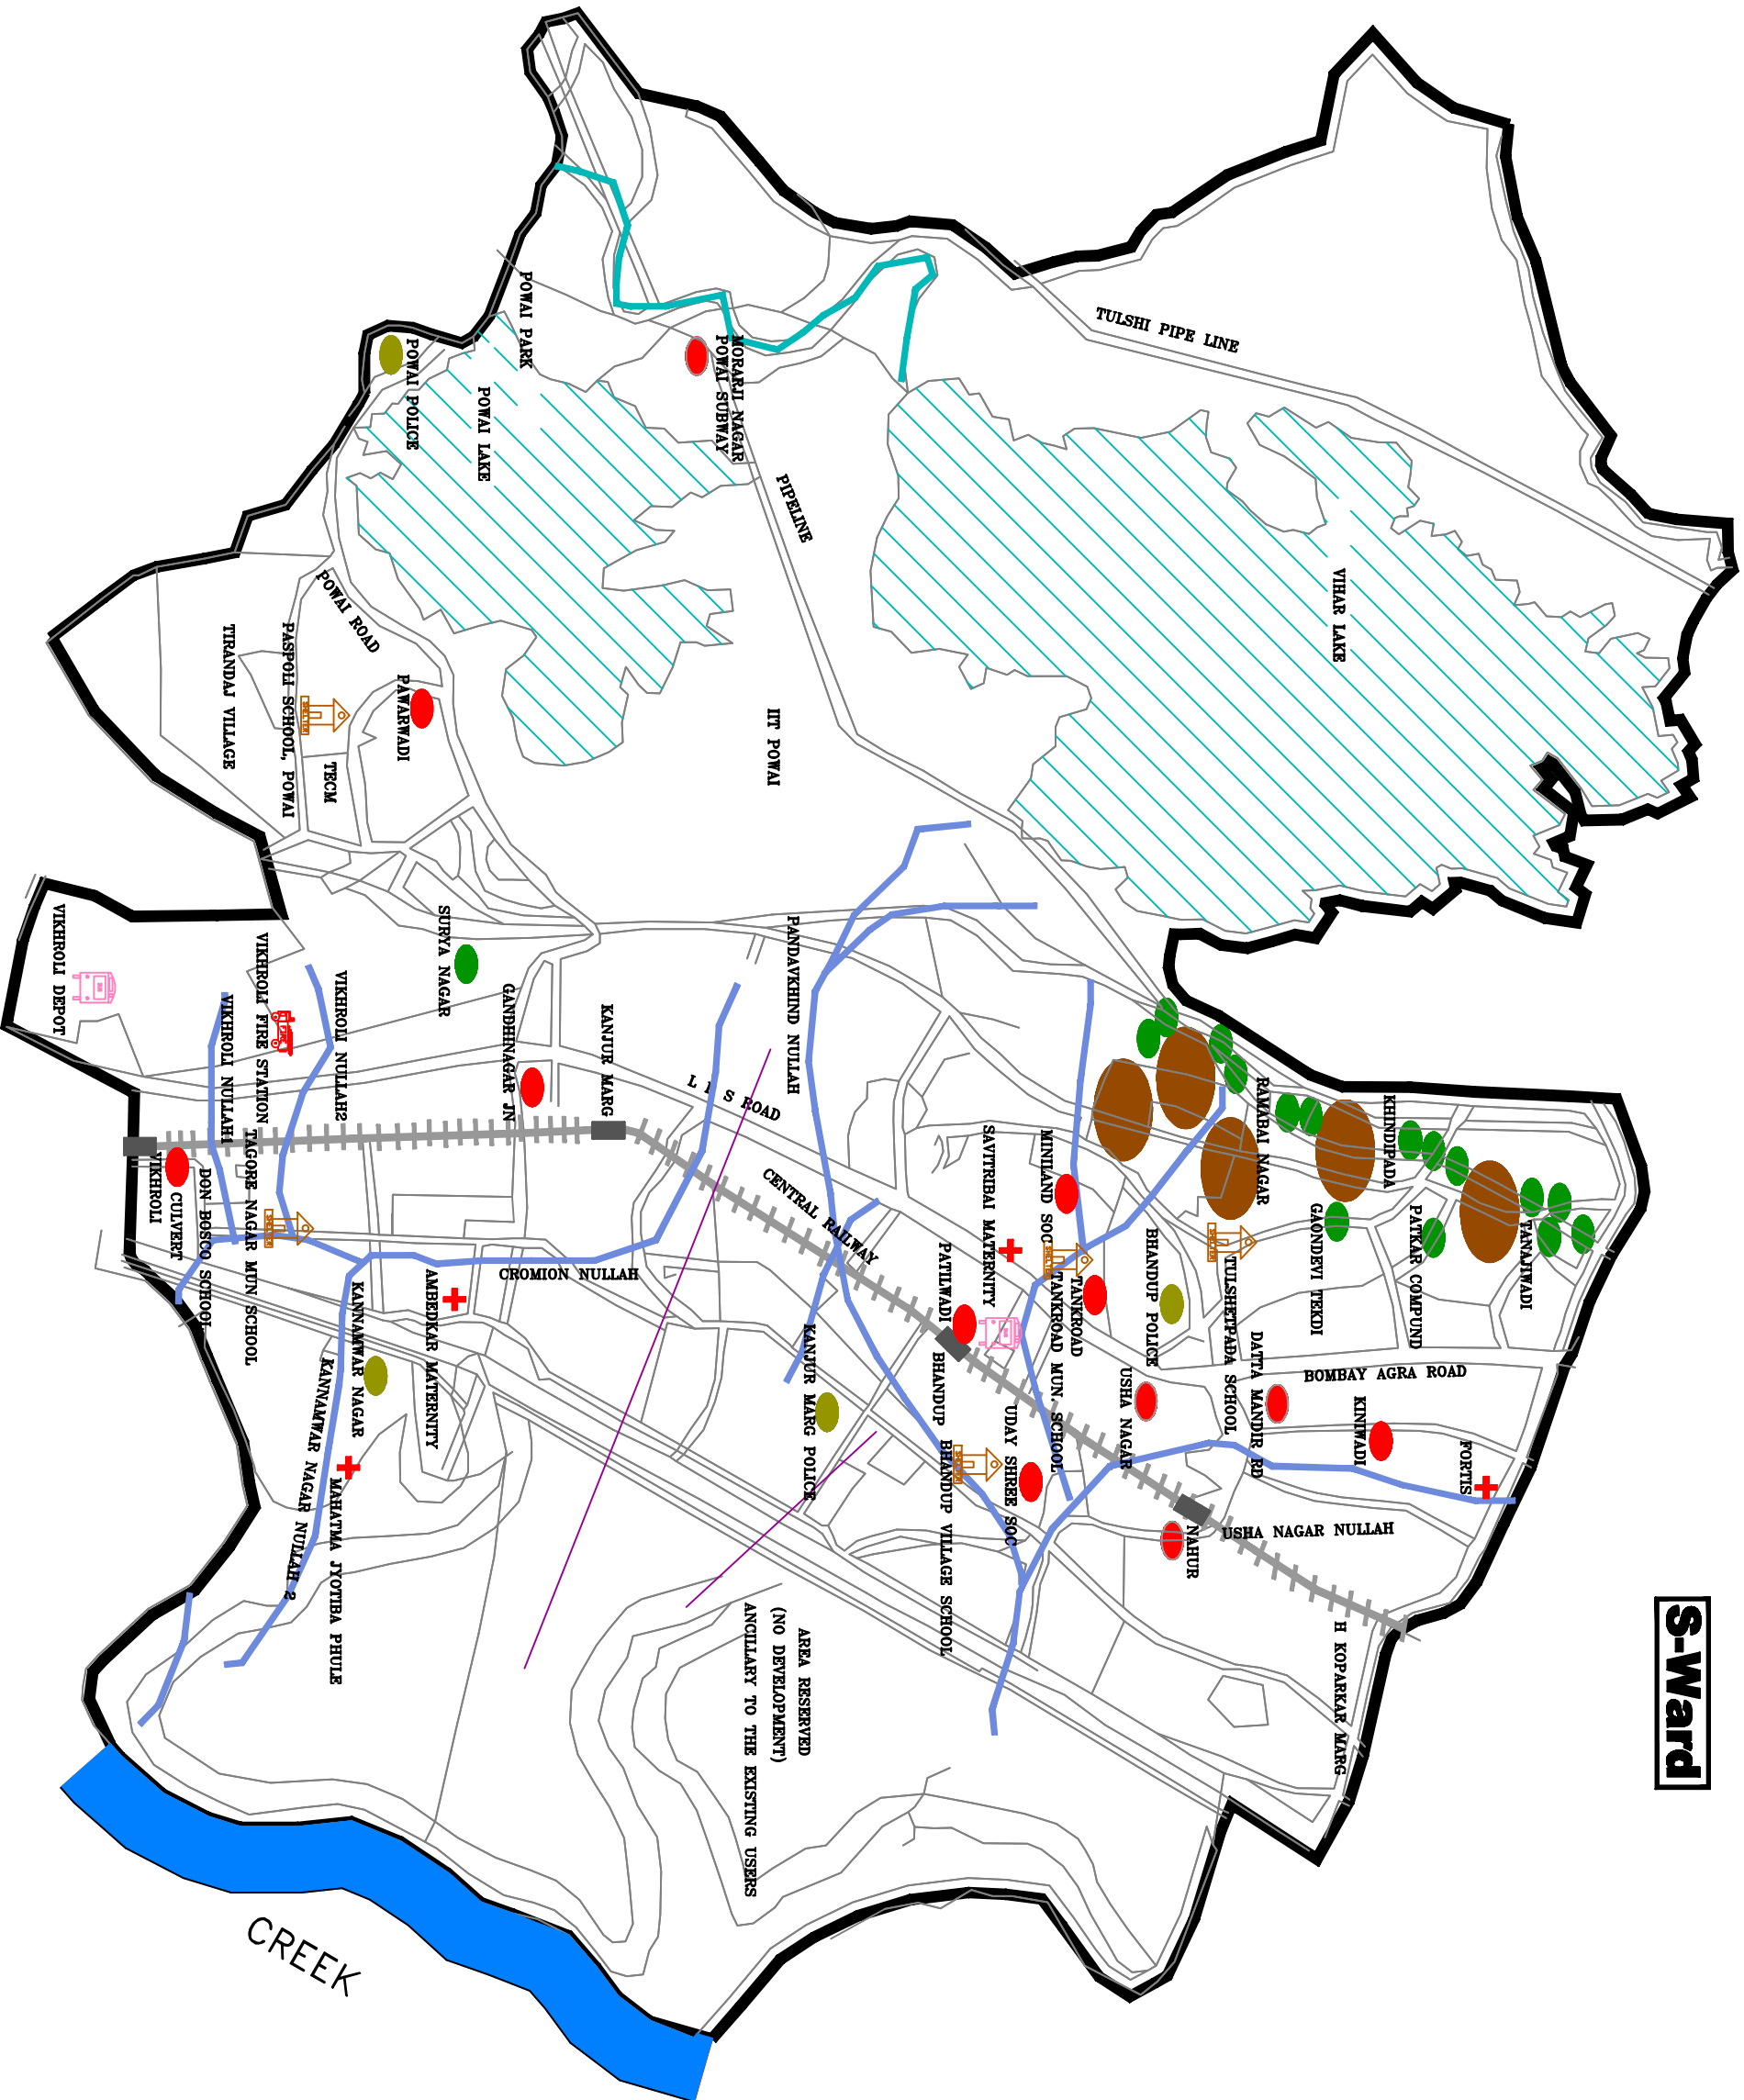 S-Ward
TULSHI PIPE LINE
POWAI PARK
POWAI LAKE
POWAI POLICE
MORARJI NAGAR
POWAI SUBWAY
PIPELINE
VIHAR LAKE
POWAI ROAD
TIRANDAJ VILLAGE
PASPOLI SCHOOL, POWAI
SHELTER
TECM
PAWARWADI
IIT POWAI
SURYA NAGAR
VIKHROLI DEPOT
VIKHROLI FIRE STATION
VIKHROLI NULLAH1
VIKHROLI NULLAH2
GANDHINAGAR JN
KANJUR MARG
PANDAVKHIND NULLAH
L B S ROAD
CENTRAL RAILWAY
SAVITRIBAI MATERNITY
MINILAND SOC
RAMABAI NAGAR
KHINDIPADA
GAONDEVI TEKDI
PATKAR COMPUND
TANAJIWADI
VIKHROLI
CULVERT
DON BOSCO SCHOOL
TAGORE NAGAR MUN SCHOOL
SHELTER
KANNAMWAR NAGAR
KANNAMWAR NAGAR NULLAH 2
AMBEDKAR MATERNITY
MAHATMA JYOTIBA PHULE
CROMION NULLAH
KANJUR MARG POLICE
PATILWADI
BHANDUP
BHANDUP VILLAGE SCHOOL
SHELTER
UDAY SHREE SOC
TANKROAD
TANKROAD MUN. SCHOOL
SHELTER
BHANDUP POLICE
TULSHETPADA SCHOOL
SHELTER
USHA NAGAR
DATTA MANDIR RD
BOMBAY AGRA ROAD
KINIWADI
FORTIS
NAHUR
USHA NAGAR NULLAH
H KOPARKAR MARG
AREA RESERVED
(NO DEVELOPMENT)
ANCILLARY TO THE EXISTING USERS
CREEK